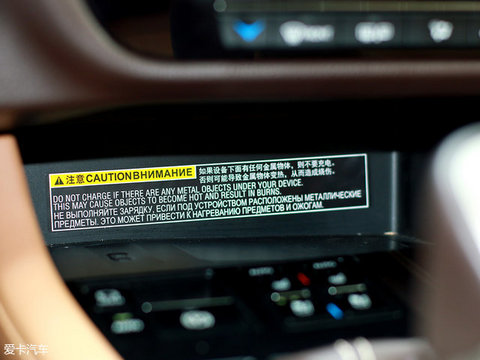 注意 CAUTION ВНИМАНИЕ
如果设备下面有任何金属物体，则不要充电。
否则可能导致金属物体变热，从而造成烧伤。
DO NOT CHARGE IF THERE ARE ANY METAL OBJECTS UNDER YOUR DEVICE.
THIS MAY CAUSE OBJECTS TO BECOME HOT AND RESULT IN BURNS.
НЕ ВЫПОЛНЯЙТЕ ЗАРЯДКУ, ЕСЛИ ПОД УСТРОЙСТВОМ РАСПОЛОЖЕНЫ МЕТАЛЛИЧЕСКИЕ
ПРЕДМЕТЫ. ЭТО МОЖЕТ ПРИВЕСТИ К НАГРЕВАНИЮ ПРЕДМЕТОВ И ОЖОГАМ.
爱卡汽车